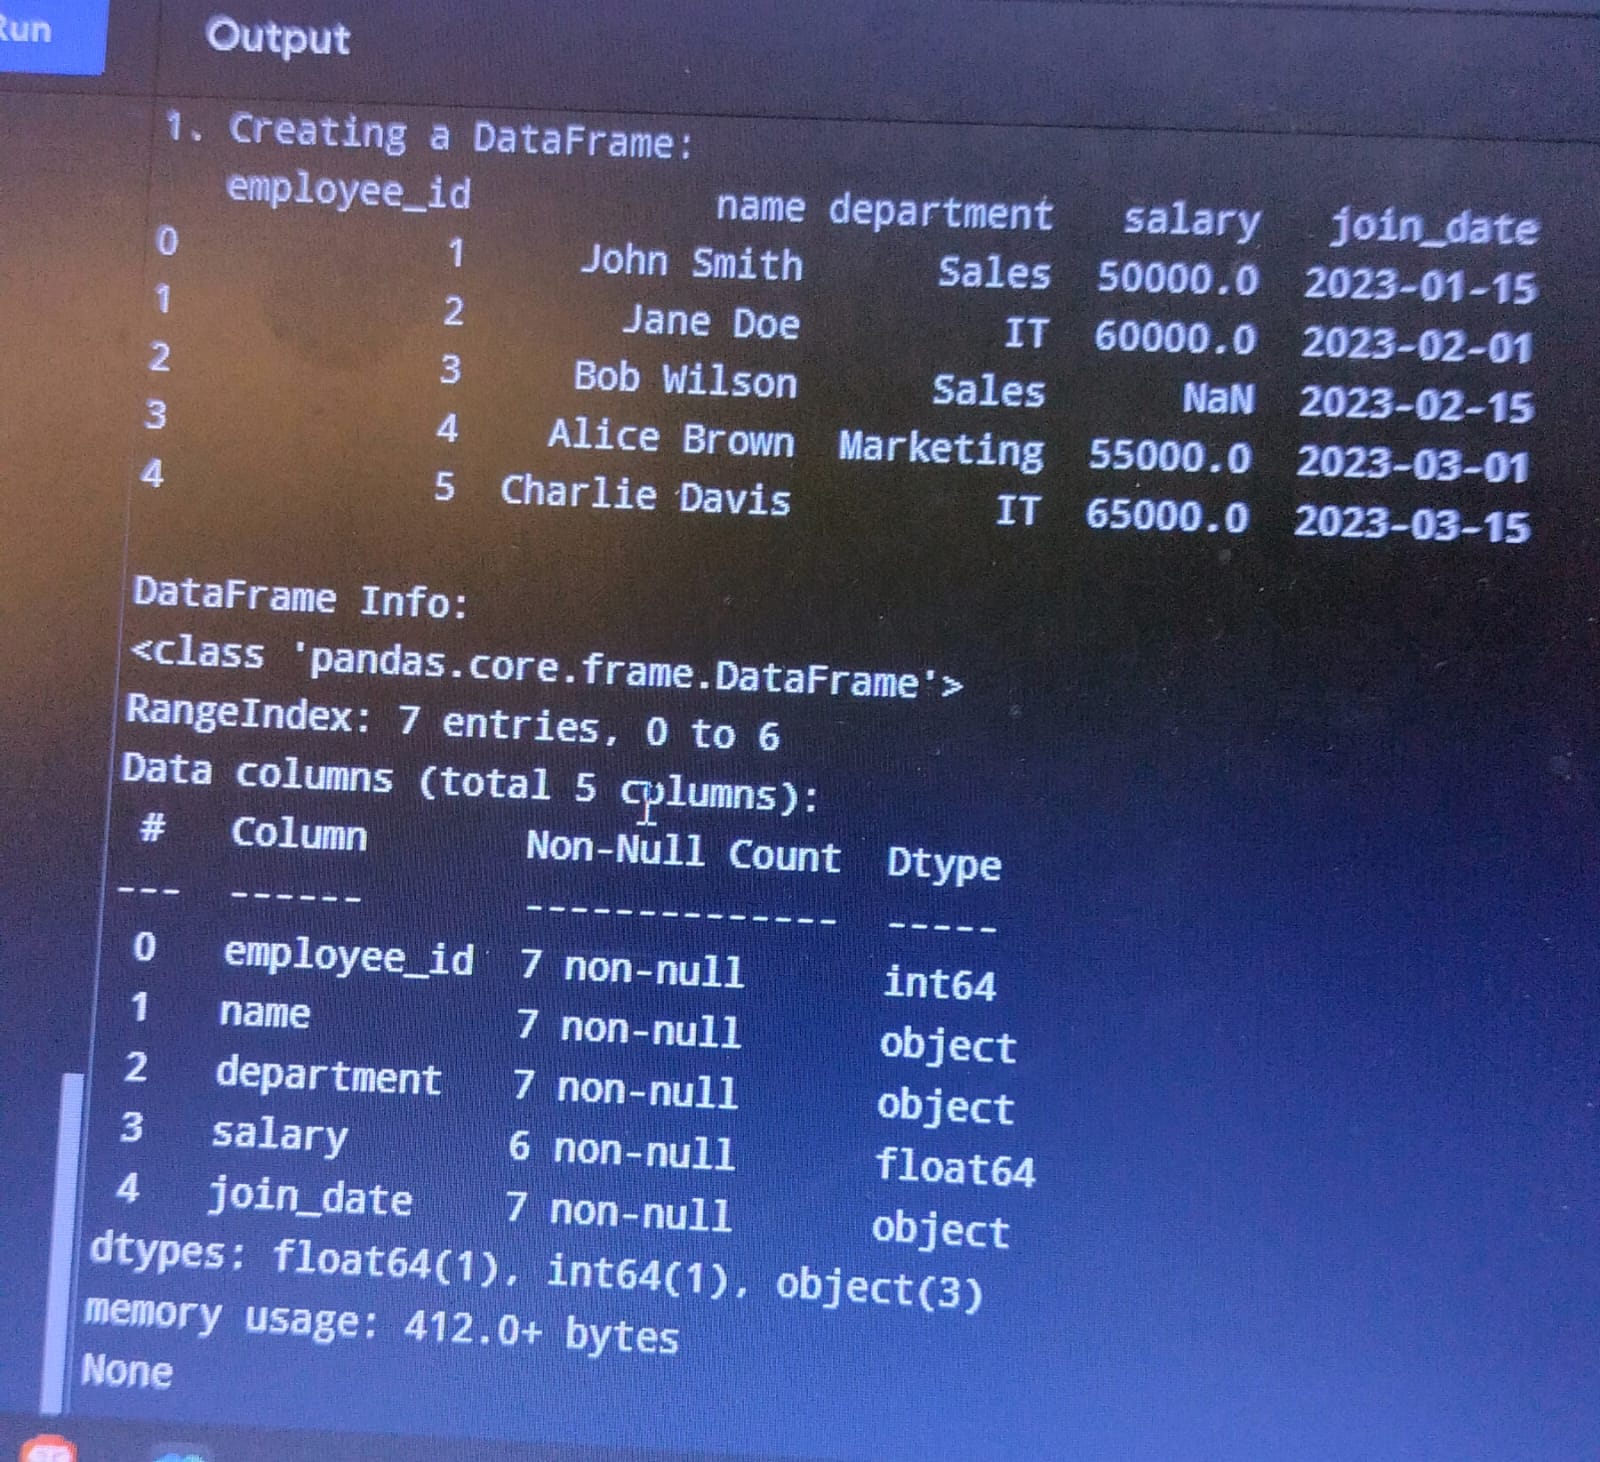 Run
Output
1. Creating a DataFrame:
   employee_id           name department   salary   join_date
0            1     John Smith      Sales  50000.0  2023-01-15
1            2       Jane Doe         IT  60000.0  2023-02-01
2            3     Bob Wilson      Sales      NaN  2023-02-15
3            4    Alice Brown  Marketing  55000.0  2023-03-01
4            5  Charlie Davis         IT  65000.0  2023-03-15
DataFrame Info:
<class 'pandas.core.frame.DataFrame'>
RangeIndex: 7 entries, 0 to 6
Data columns (total 5 columns):
 #   Column       Non-Null Count  Dtype
---  ------       --------------  -----
 0   employee_id  7 non-null      int64
 1   name         7 non-null      object
 2   department   7 non-null      object
 3   salary       6 non-null      float64
 4   join_date    7 non-null      object
dtypes: float64(1), int64(1), object(3)
memory usage: 412.0+ bytes
None